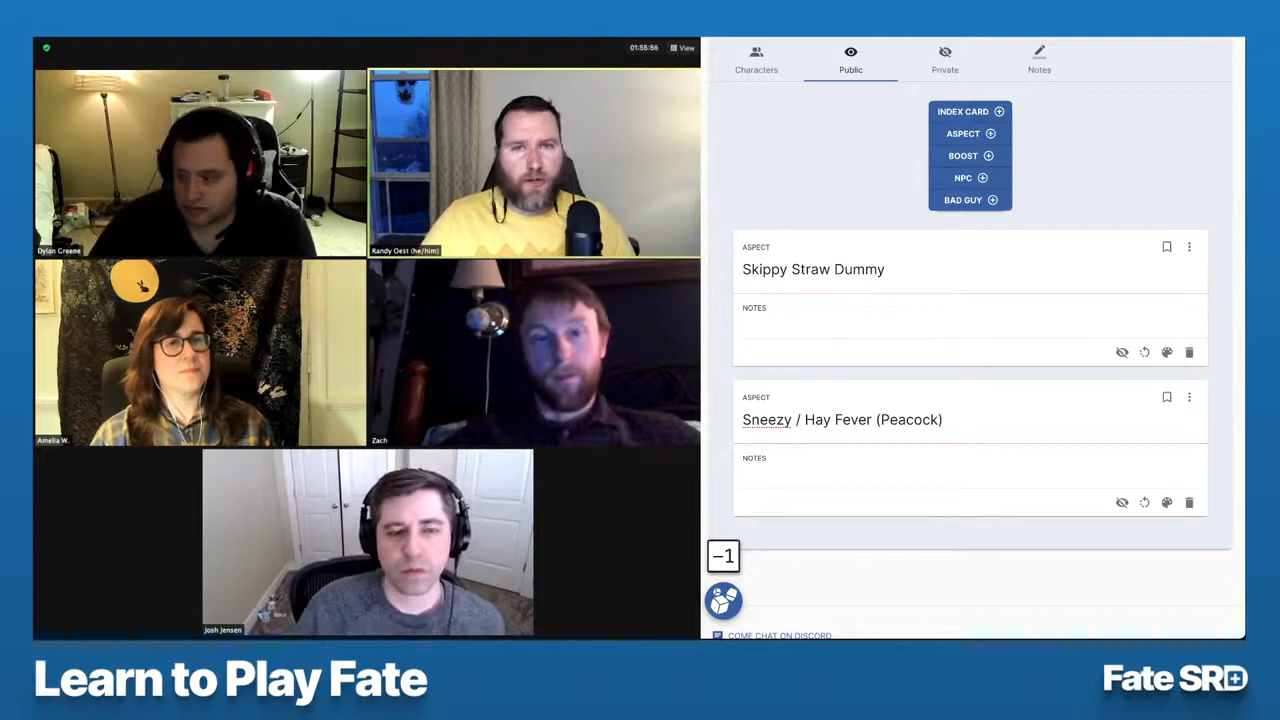 01:55:56
View
Dylan Greene
Randy Oest (he/him)
Amelia W.
Zach
Josh Jensen
Characters
Public
Private
Notes
INDEX CARD
ASPECT
BOOST
NPC
BAD GUY
ASPECT
Skippy Straw Dummy
NOTES
ASPECT
Sneezy / Hay Fever (Peacock)
NOTES
−1
COME CHAT ON DISCORD
Learn to Play Fate
Fate SRD